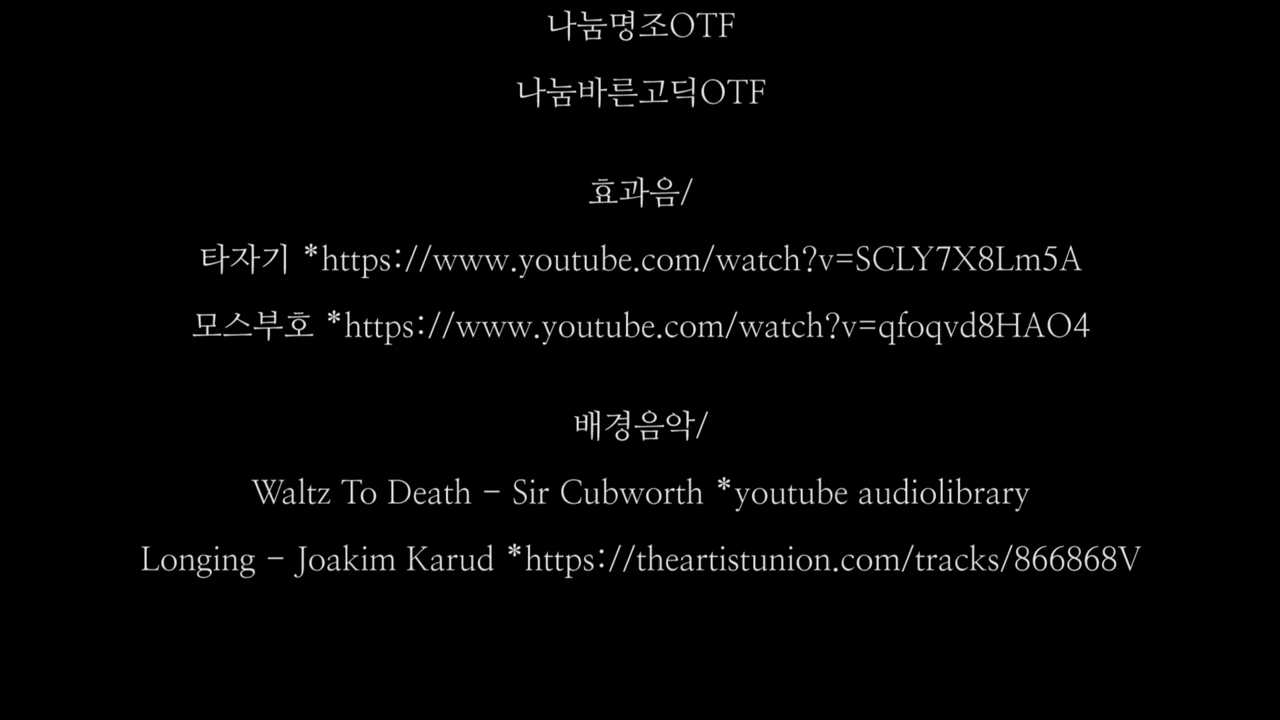 나눔명조OTF
나눔바른고딕OTF
효과음/
타자기 *https://www.youtube.com/watch?v=SCLY7X8Lm5A
모스부호 *https://www.youtube.com/watch?v=qfoqvd8HAO4
배경음악/
Waltz To Death - Sir Cubworth *youtube audiolibrary
Longing - Joakim Karud *https://theartistunion.com/tracks/866868V